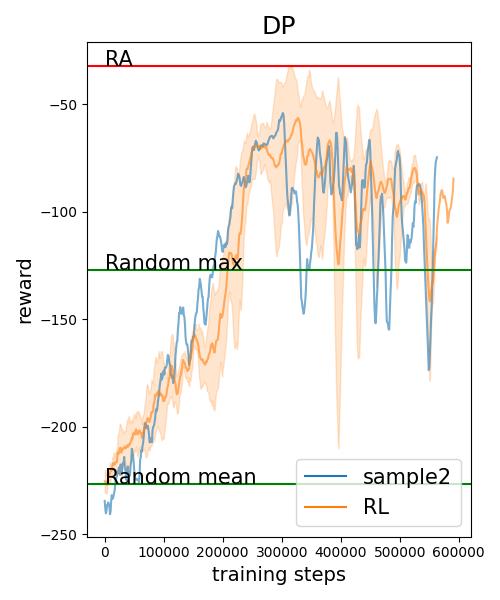 DP
RA
−50
−100
Random max
−150
−200
Random mean
−250
reward
sample2
RL
0 100000 200000 300000 400000 500000 600000
training steps